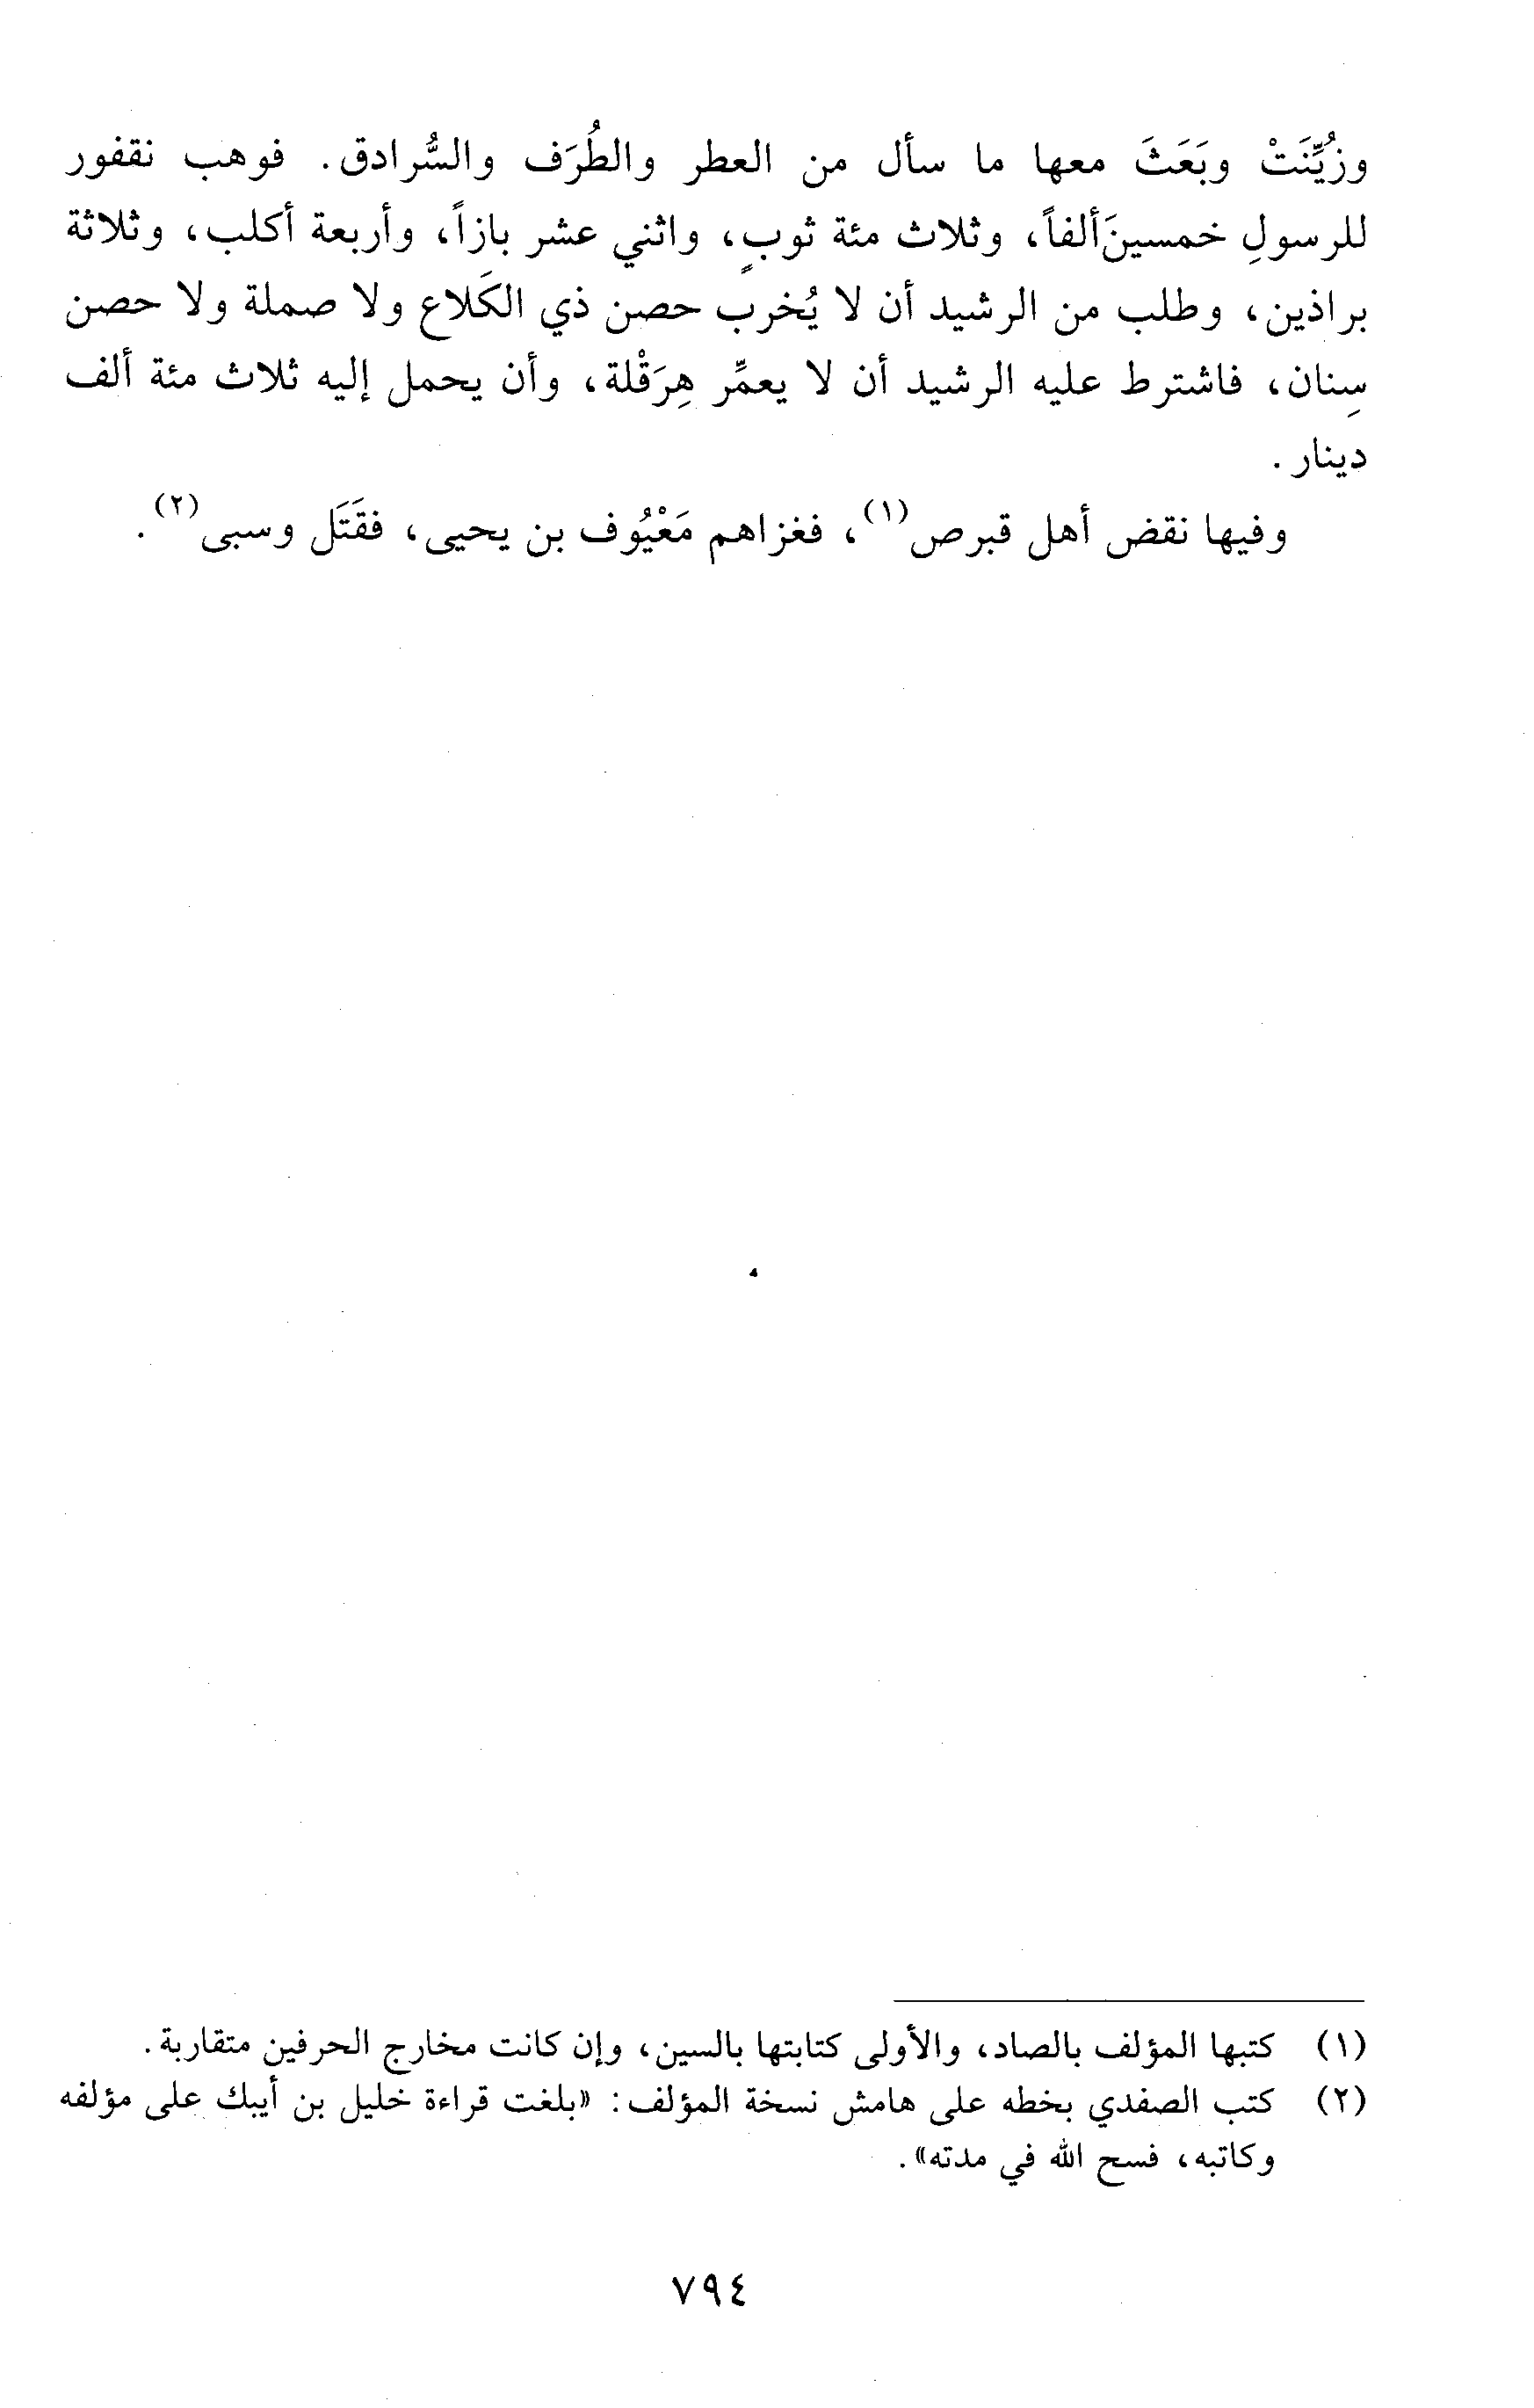 وزُيِّنَتْ وبَعَثَ معها ما سأل من العطر والطُرَف والسُّرادق. فوهب نقفور
للرسولِ خمسينَ ألفاً، وثلاث مئة ثوبٍ، واثني عشر بازاً، وأربعة أكلب، وثلاثة
براذين، وطلب من الرشيد أن لا يُخرب حصن ذي الكَلاع ولا صملة ولا حصن
سِنان، فاشترط عليه الرشيد أن لا يعمِّر هِرَقْلة، وأن يحمل إليه ثلاث مئة ألف
دينار.
وفيها نقض أهل قبرص(١)، فغزاهم مَعْيُوف بن يحيى، فقَتَل وسبى(٢).
(١) كتبها المؤلف بالصاد، والأولى كتابتها بالسين، وإن كانت مخارج الحرفين متقاربة.
(٢) كتب الصفدي بخطه على هامش نسخة المؤلف: «بلغت قراءة خليل بن أيبك على مؤلفه
وكاتبه، فسح الله في مدته».
٧٩٤